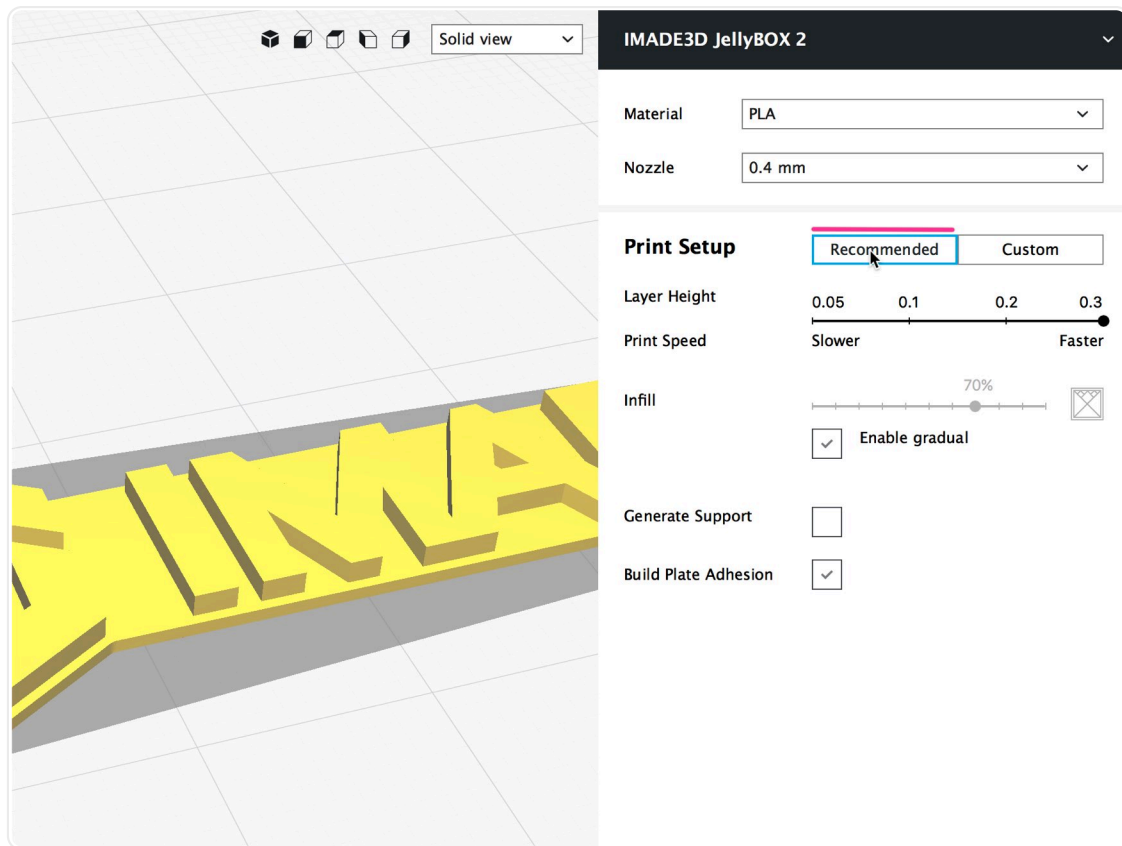 Solid view
IMADE3D JellyBOX 2
Material PLA
Nozzle 0.4 mm
Print Setup Recommended Custom
Layer Height 0.05 0.1 0.2 0.3
Print Speed Slower Faster
70%
Infill
Enable gradual
Generate Support
Build Plate Adhesion